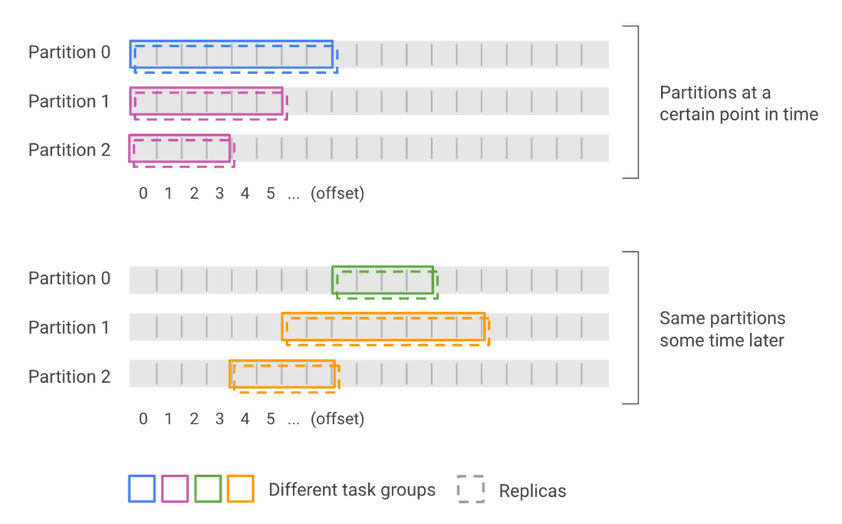 Partition 0
Partition 1
Partition 2
0 1 2 3 4 5 ... (offset)
Partitions at a
certain point in time
Partition 0
Partition 1
Partition 2
0 1 2 3 4 5 ... (offset)
Same partitions
some time later
Different task groups
Replicas